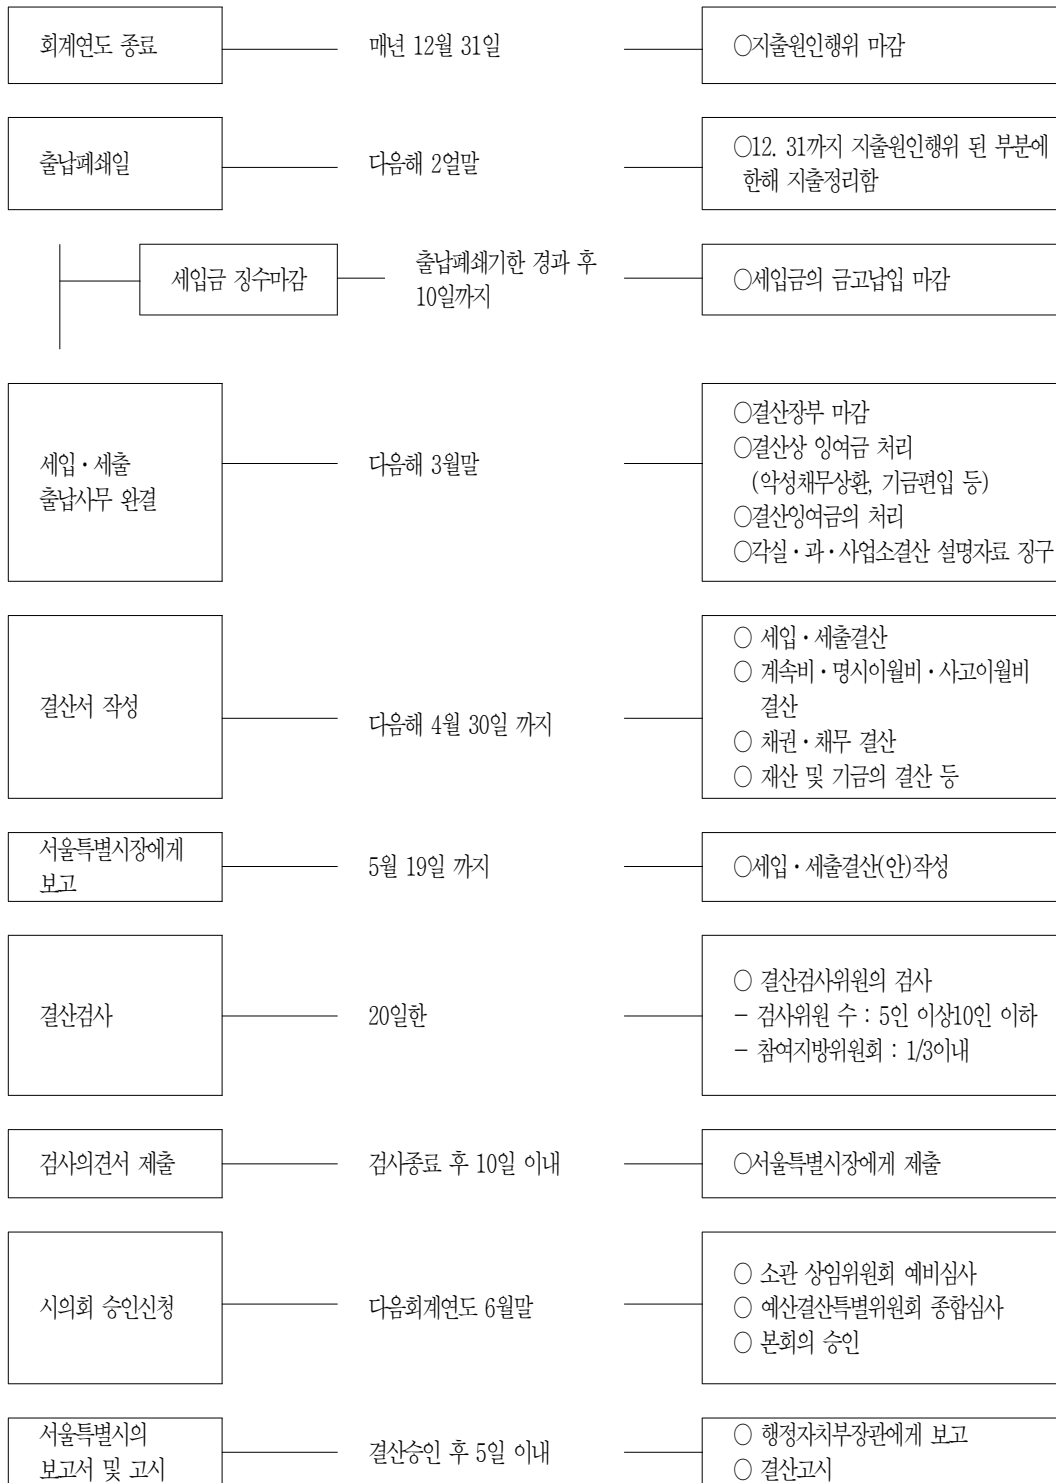 회계연도 종료
매년 12월 31일
○지출원인행위 마감
출납폐쇄일
다음해 2얼말
○12. 31까지 지출원인행위 된 부분에
한해 지출정리함
세입금 징수마감
출납폐쇄기한 경과 후
10일까지
○세입금의 금고납입 마감
세입·세출
출납사무 완결
다음해 3월말
○결산장부 마감
○결산상 잉여금 처리
(악성채무상환, 기금편입 등)
○결산잉여금의 처리
○각실·과·사업소결산 설명자료 징구
결산서 작성
다음해 4월 30일 까지
○ 세입·세출결산
○ 계속비·명시이월비·사고이월비
결산
○ 채권·채무 결산
○ 재산 및 기금의 결산 등
서울특별시장에게
보고
5월 19일 까지
○세입·세출결산(안)작성
결산검사
20일한
○ 결산검사위원의 검사
- 검사위원 수 : 5인 이상10인 이하
- 참여지방위원회 : 1/3이내
검사의견서 제출
검사종료 후 10일 이내
○서울특별시장에게 제출
시의회 승인신청
다음회계연도 6월말
○ 소관 상임위원회 예비심사
○ 예산결산특별위원회 종합심사
○ 본회의 승인
서울특별시의
보고서 및 고시
결산승인 후 5일 이내
○ 행정자치부장관에게 보고
○ 결산고시